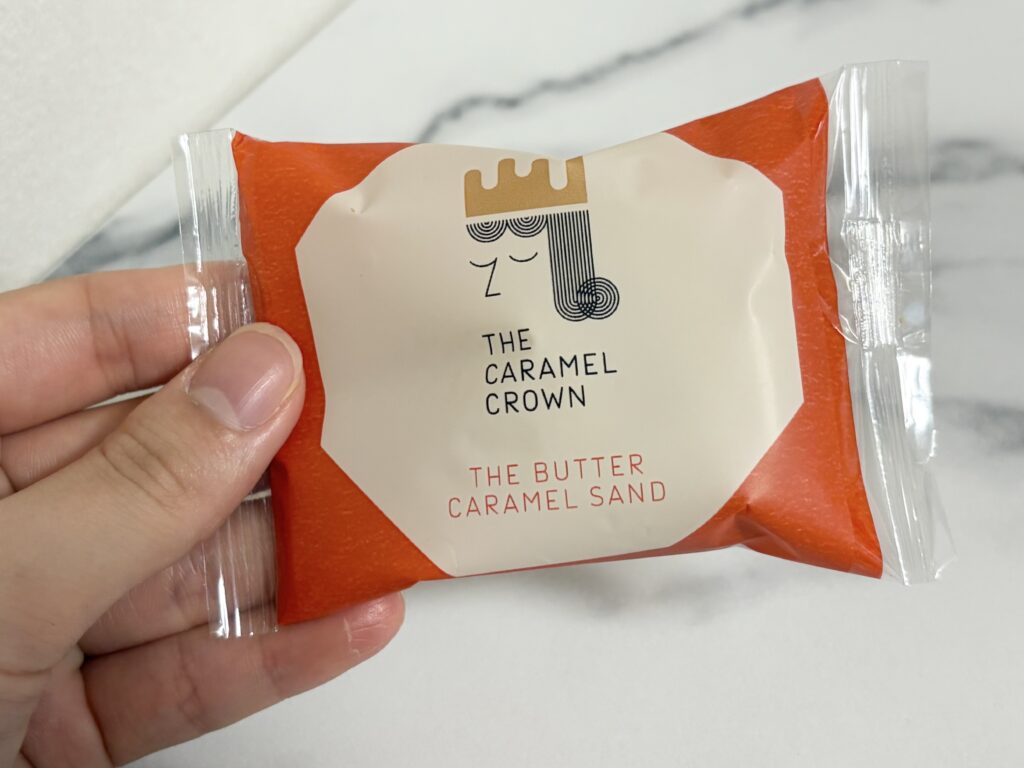 THE
CARAMEL
CROWN
THE BUTTER
CARAMEL SAND